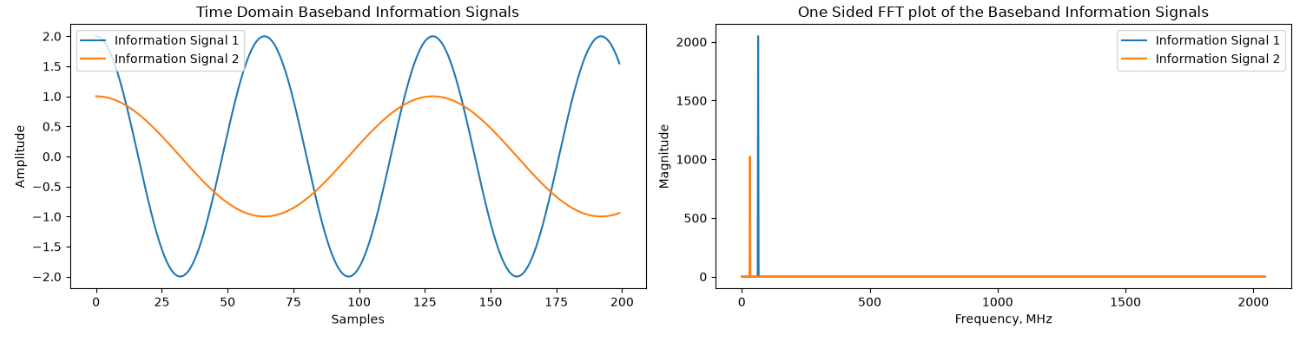 Time Domain Baseband Information Signals
Information Signal 1
Information Signal 2
2.0
1.5
1.0
0.5
0.0
−0.5
−1.0
−1.5
−2.0
Amplitude
0 25 50 75 100 125 150 175 200
Samples
One Sided FFT plot of the Baseband Information Signals
Information Signal 1
Information Signal 2
2000
1500
1000
500
0
Magnitude
0 500 1000 1500 2000
Frequency, MHz